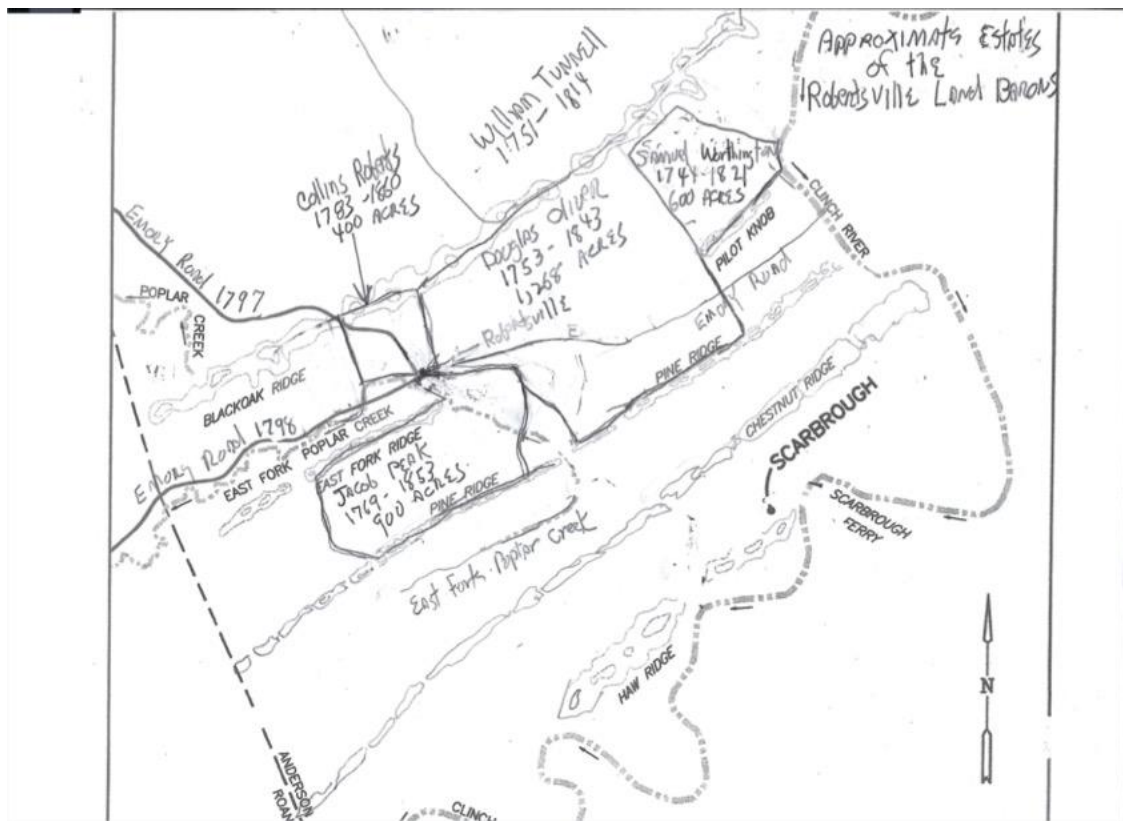 APPROXIMATE ESTATES
of the
Robertsville Land Barons
William Tunnell
1751-1814
Collins Roberts
1783-1860
400 ACRES
Samuel Worthington
1744-1821
600 ACRES
Douglas Oliver
1753-1843
1,268 ACRES
Robertsville
CLINCH RIVER
PILOT KNOB
Emory Road
PINE RIDGE
Emory Road 1797
POPLAR
CREEK
BLACKOAK RIDGE
Emory Road 1798
EAST FORK POPLAR CREEK
EAST FORK RIDGE
Jacob Peak
1769-1853
900 ACRES
PINE RIDGE
East Fork Poplar Creek
CHESTNUT RIDGE
SCARBROUGH
SCARBROUGH
FERRY
HAW RIDGE
N
ANDERSON
ROAN
CLINCH